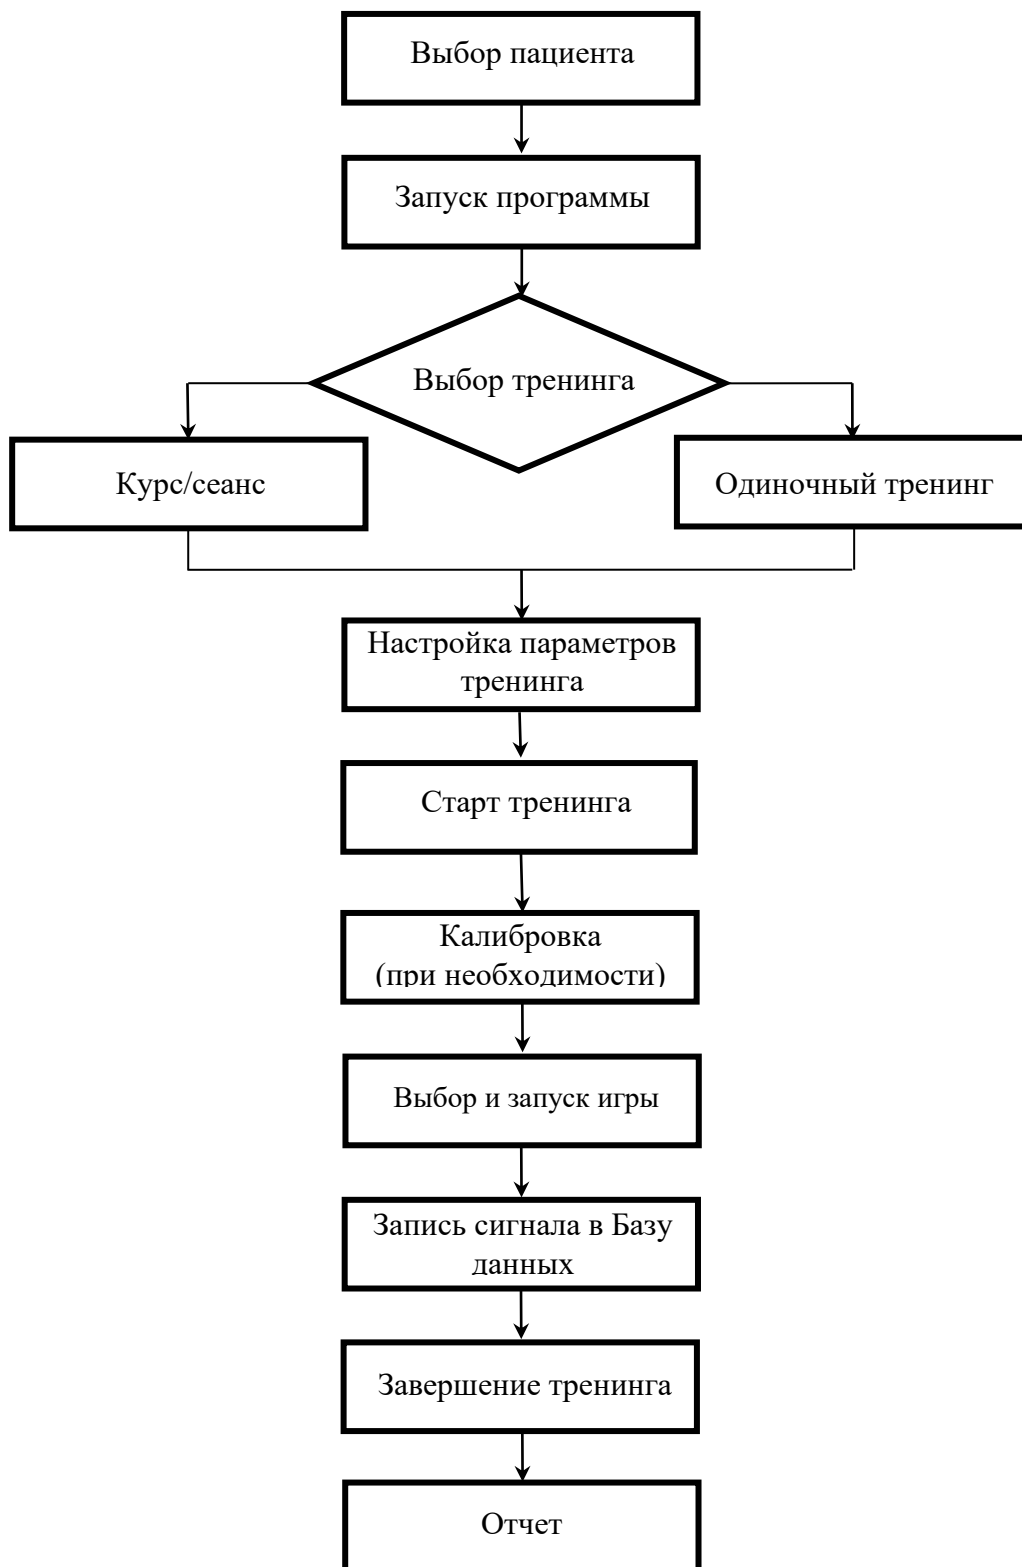 Выбор пациента
Запуск программы
Выбор тренинга
Курс/сеанс
Одиночный тренинг
Настройка параметров
тренинга
Старт тренинга
Калибровка
(при необходимости)
Выбор и запуск игры
Запись сигнала в Базу
данных
Завершение тренинга
Отчет